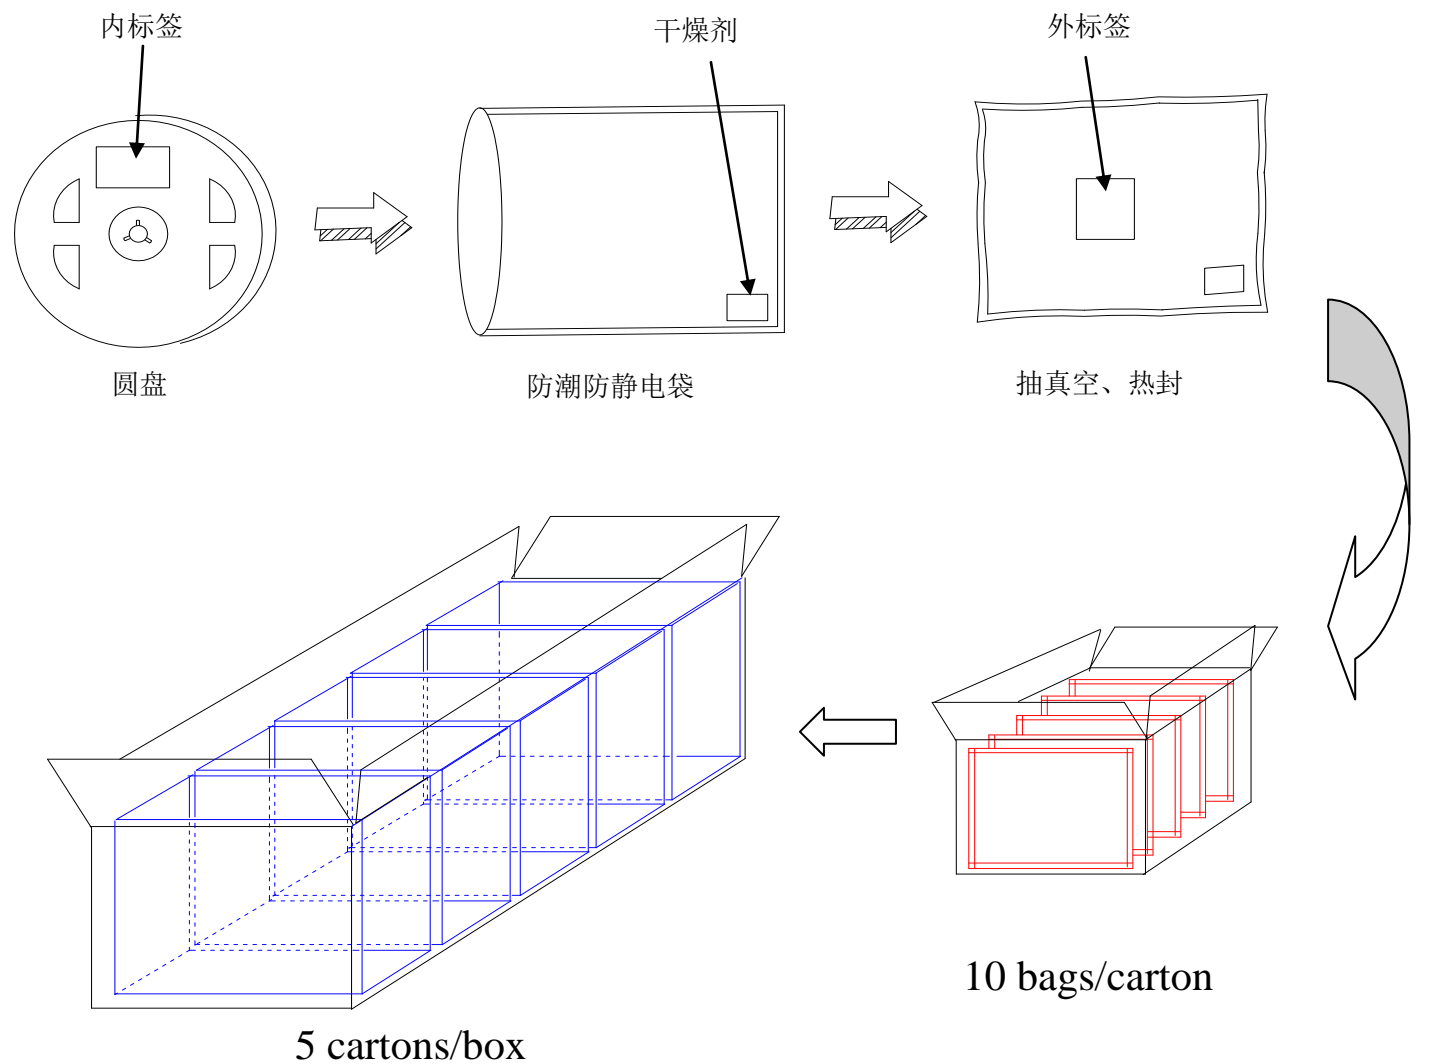 内标签
干燥剂
外标签
圆盘
防潮防静电袋
抽真空、热封
10 bags/carton
5 cartons/box